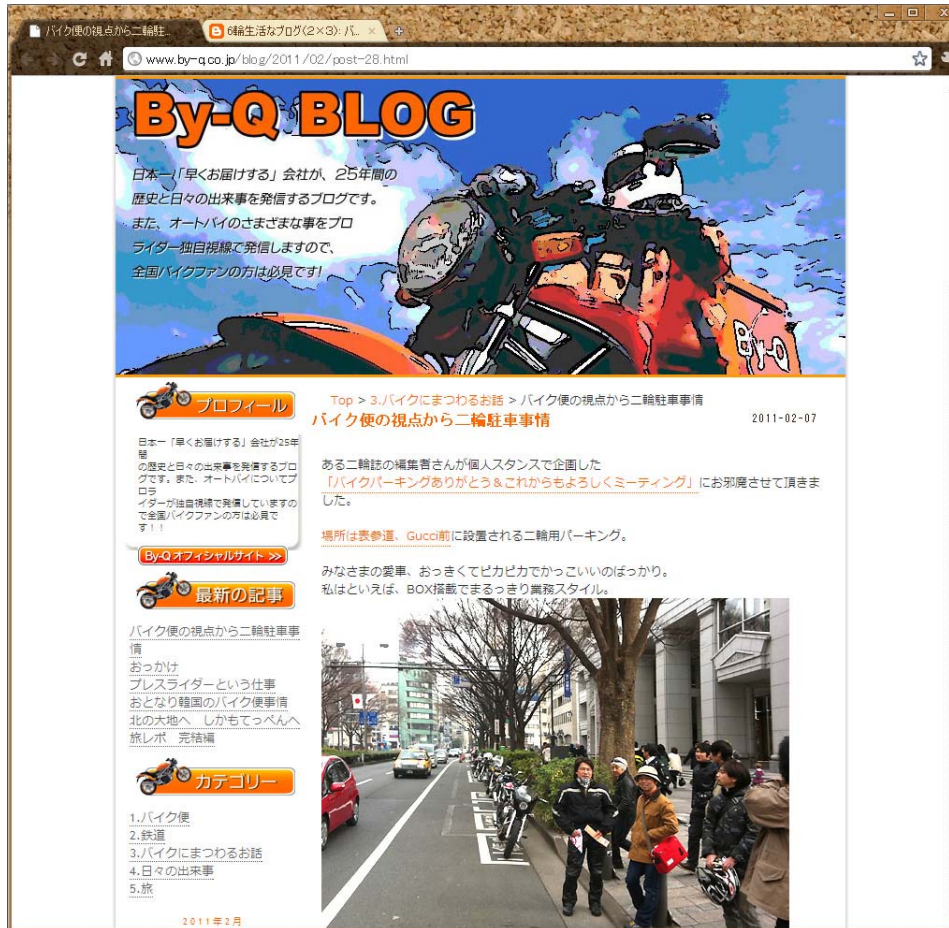 バイク便の視点から二輪駐...
6輪生活なブログ(2×3): バ...
www.by-q.co.jp/blog/2011/02/post-28.html
By-Q BLOG
日本一「早くお届けする」会社が、25年間の
歴史と日々の出来事を発信するブログです。
また、オートバイのさまざまな事をプロ
ライダー独自視線で発信しますので、
全国バイクファンの方は必見です!
By-Q
プロフィール
日本一「早くお届けする」会社が25年
間
の歴史と日々の出来事を発信するブロ
グです。また、オートバイについてプ
ロラ
イダーが独自視線で発信していますの
で全国バイクファンの方は必見で
す!!
By-Q オフィシャルサイト >>
最新の記事
バイク便の視点から二輪駐車事
情
おっかけ
プレスライダーという仕事
おとなり韓国のバイク便事情
北の大地へ しかもてっぺんへ
旅レポ 完結編
カテゴリー
1.バイク便
2.鉄道
3.バイクにまつわるお話
4.日々の出来事
5.旅
2011年2月
Top > 3.バイクにまつわるお話 > バイク便の視点から二輪駐車事情
バイク便の視点から二輪駐車事情
2011-02-07
ある二輪誌の編集者さんが個人スタンスで企画した
「バイクパーキングありがとう&これからもよろしくミーティング」にお邪魔させて頂きま
した。
場所は表参道、Gucci前に設置される二輪用パーキング。
みなさまの愛車、おっきくてピカピカでかっこいいのばっかり。
私はといえば、BOX搭載でまるっきり業務スタイル。